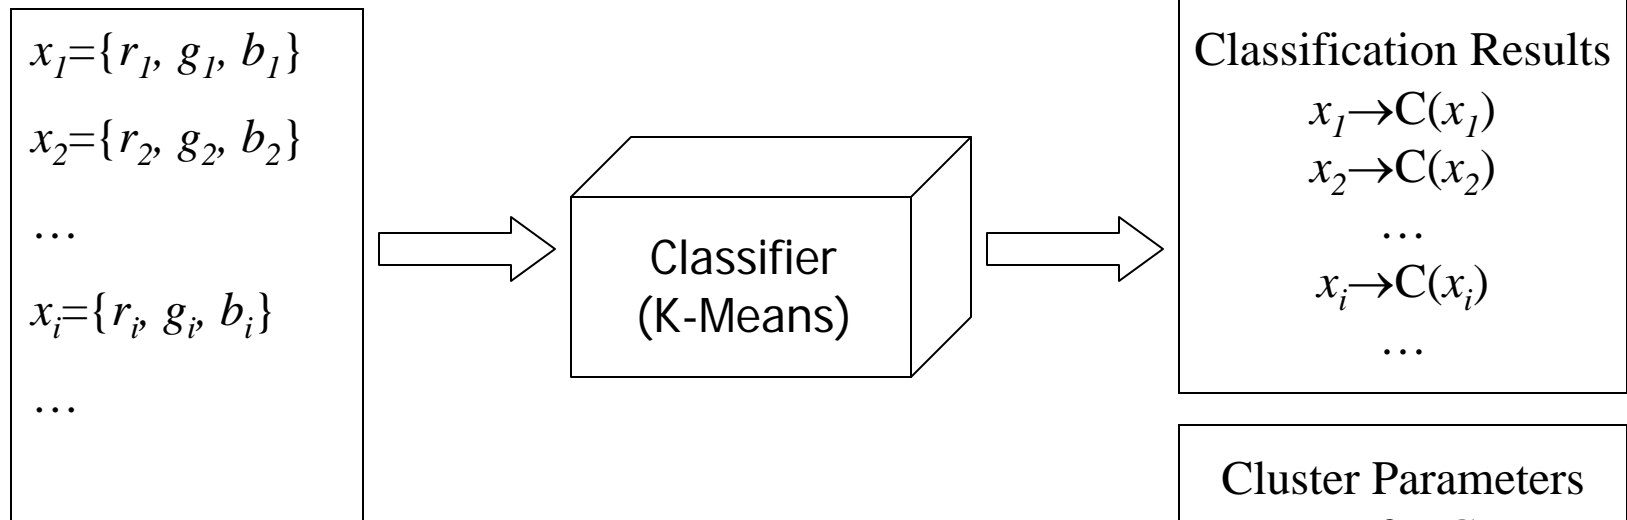 x₁={r₁, g₁, b₁}
x₂={r₂, g₂, b₂}
…
xᵢ={rᵢ, gᵢ, bᵢ}
…
Classifier
(K-Means)
Classification Results
x₁→C(x₁)
x₂→C(x₂)
…
xᵢ→C(xᵢ)
…
Cluster Parameters